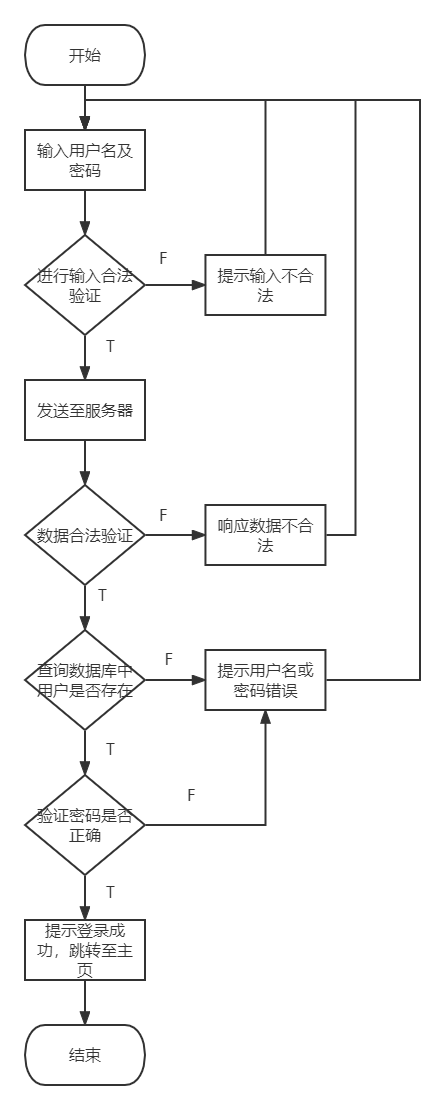 开始
输入用户名及
密码
进行输入合法
验证
F
提示输入不合
法
T
发送至服务器
数据合法验证
F
响应数据不合
法
T
查询数据库中
用户是否存在
F
提示用户名或
密码错误
T
验证密码是否
正确
F
T
提示登录成
功，跳转至主
页
结束